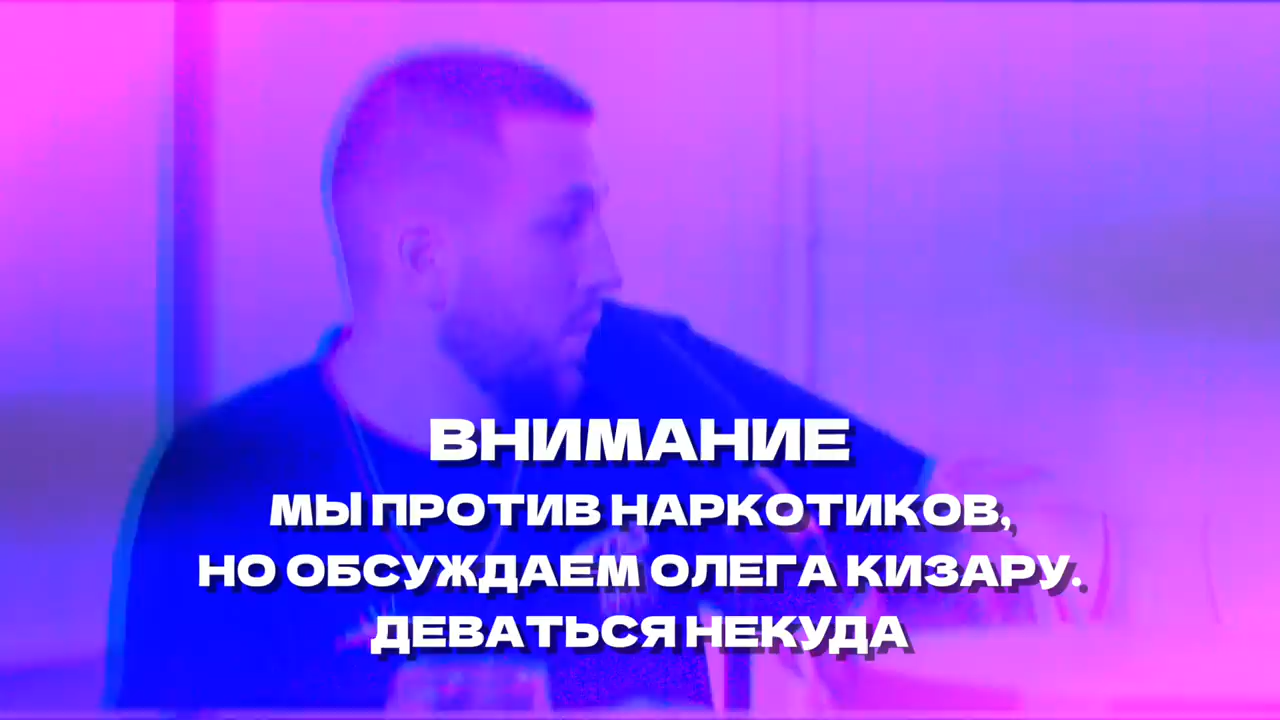 ВНИМАНИЕ
МЫ ПРОТИВ НАРКОТИКОВ,
НО ОБСУЖДАЕМ ОЛЕГА КИЗАРУ.
ДЕВАТЬСЯ НЕКУДА